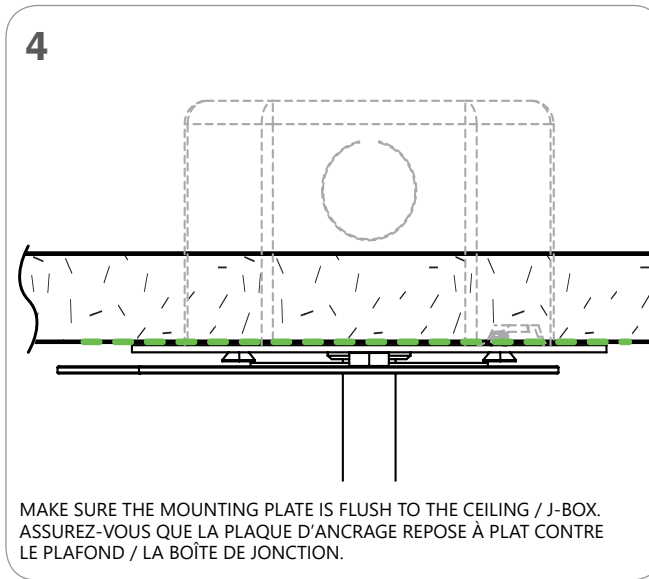 4
MAKE SURE THE MOUNTING PLATE IS FLUSH TO THE CEILING / J-BOX.
ASSUREZ-VOUS QUE LA PLAQUE D'ANCRAGE REPOSE À PLAT CONTRE
LE PLAFOND / LA BOÎTE DE JONCTION.